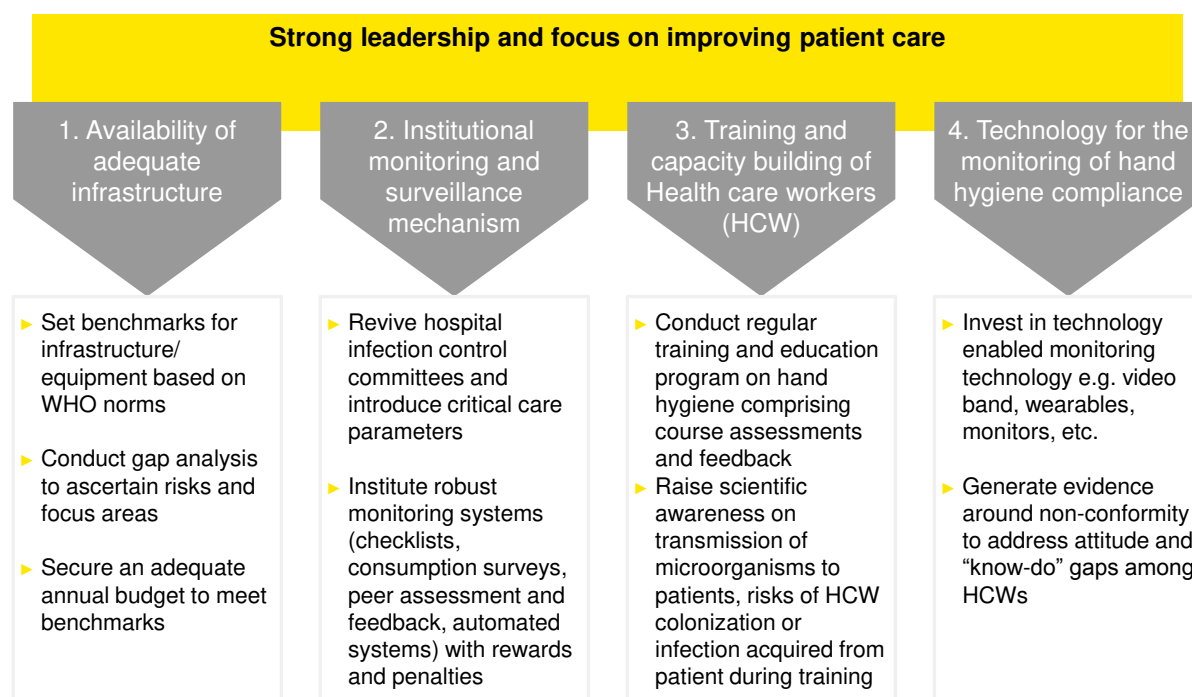 Strong leadership and focus on improving patient care
1. Availability of
adequate
infrastructure
► Set benchmarks for
infrastructure/
equipment based on
WHO norms
► Conduct gap analysis
to ascertain risks and
focus areas
► Secure an adequate
annual budget to meet
benchmarks
2. Institutional
monitoring and
surveillance
mechanism
► Revive hospital
infection control
committees and
introduce critical care
parameters
► Institute robust
monitoring systems
(checklists,
consumption surveys,
peer assessment and
feedback, automated
systems) with rewards
and penalties
3. Training and
capacity building of
Health care workers
(HCW)
► Conduct regular
training and education
program on hand
hygiene comprising
course assessments
and feedback
► Raise scientific
awareness on
transmission of
microorganisms to
patients, risks of HCW
colonization or
infection acquired from
patient during training
4. Technology for the
monitoring of hand
hygiene compliance
► Invest in technology
enabled monitoring
technology e.g. video
band, wearables,
monitors, etc.
► Generate evidence
around non-conformity
to address attitude and
“know-do” gaps among
HCWs